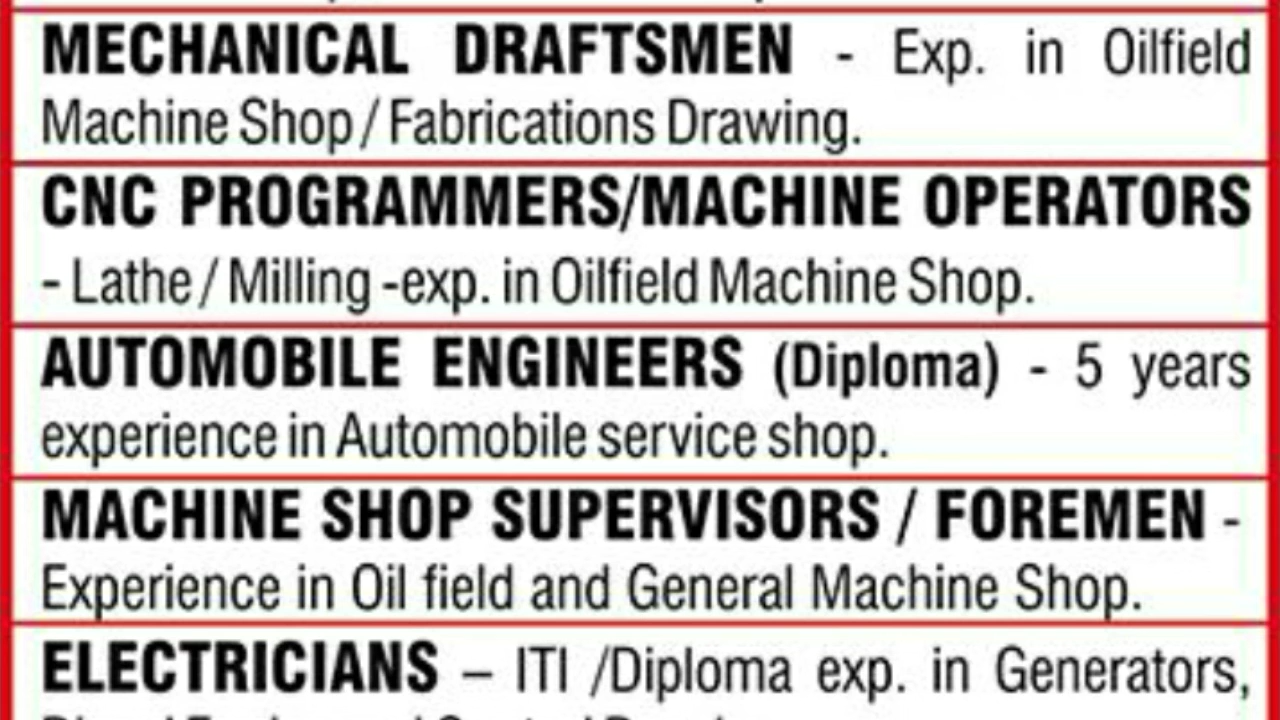 MECHANICAL DRAFTSMEN - Exp. in Oilfield
Machine Shop / Fabrications Drawing.
CNC PROGRAMMERS/MACHINE OPERATORS
- Lathe / Milling -exp. in Oilfield Machine Shop.
AUTOMOBILE ENGINEERS (Diploma) - 5 years
experience in Automobile service shop.
MACHINE SHOP SUPERVISORS / FOREMEN -
Experience in Oil field and General Machine Shop.
ELECTRICIANS – ITI /Diploma exp. in Generators,